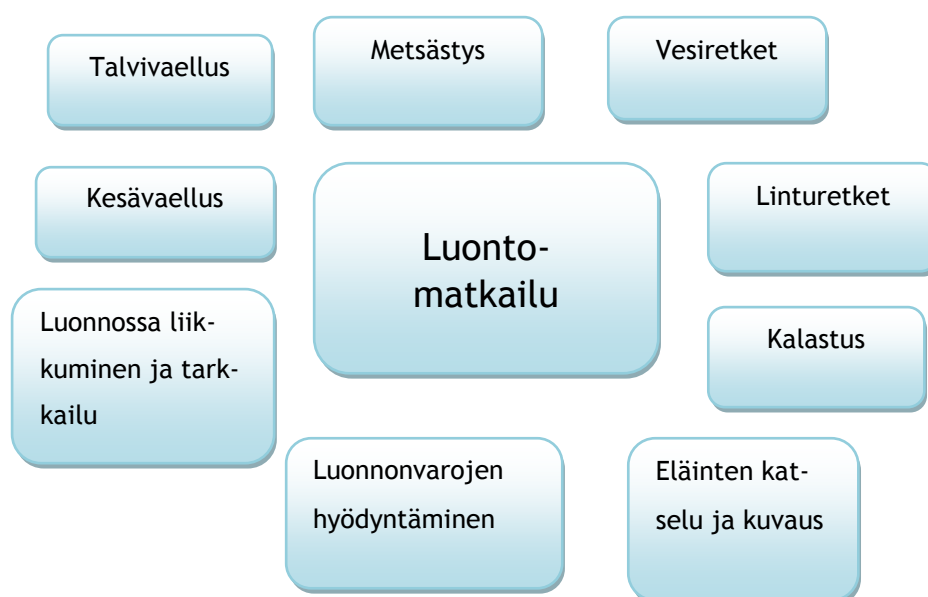 Talvivaellus
Metsästys
Vesiretket
Kesävaellus
Luonto-
matkailu
Linturetket
Luonnossa liik-
kuminen ja tark-
kailu
Kalastus
Luonnonvarojen
hyödyntäminen
Eläinten kat-
selu ja kuvaus